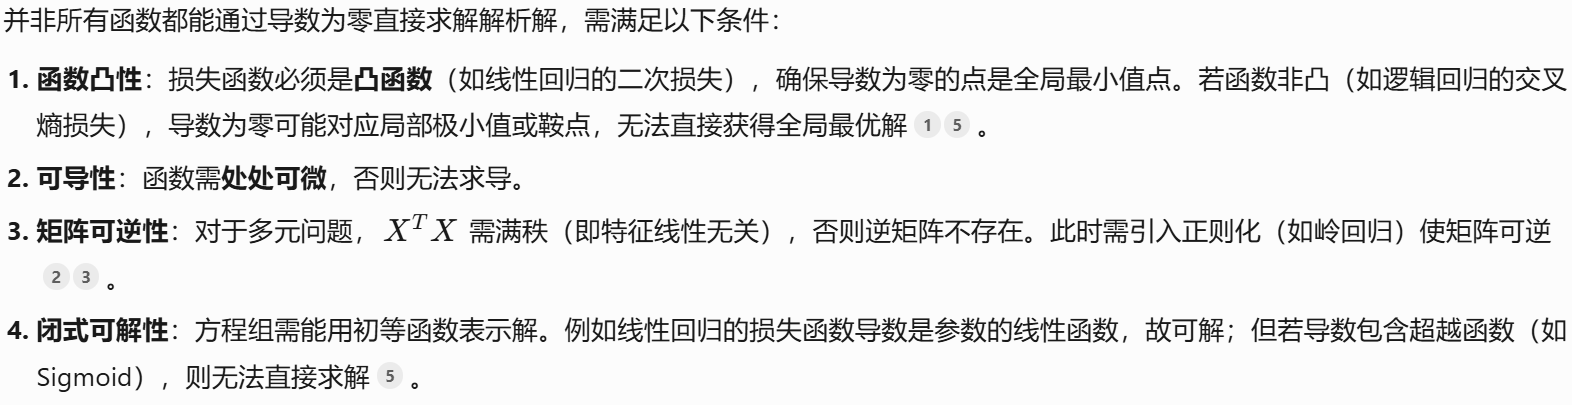 并非所有函数都能通过导数为零直接求解解析解，需满足以下条件：
1. 函数凸性：损失函数必须是凸函数（如线性回归的二次损失），确保导数为零的点是全局最小值点。若函数非凸（如逻辑回归的交叉
熵损失），导数为零可能对应局部极小值或鞍点，无法直接获得全局最优解 1 5 。
2. 可导性：函数需处处可微，否则无法求导。
3. 矩阵可逆性：对于多元问题，$X^T X$ 需满秩（即特征线性无关），否则逆矩阵不存在。此时需引入正则化（如岭回归）使矩阵可逆
2 3 。
4. 闭式可解性：方程组需能用初等函数表示解。例如线性回归的损失函数导数是参数的线性函数，故可解；但若导数包含超越函数（如
Sigmoid），则无法直接求解 5 。